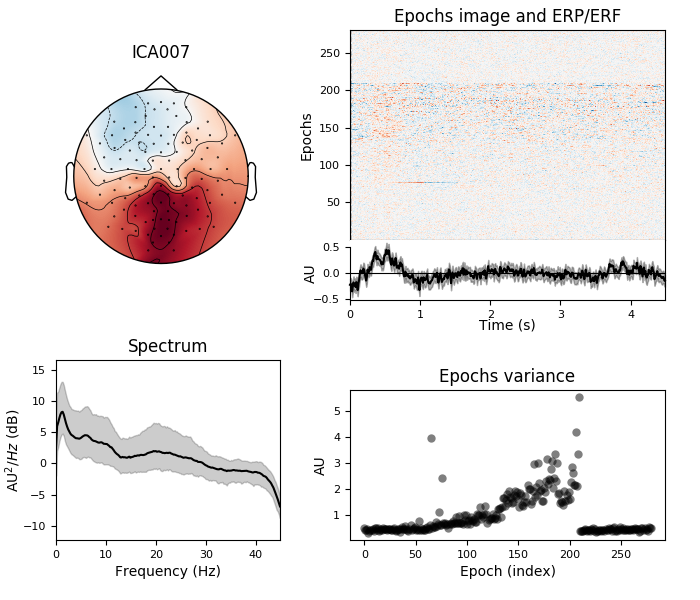 ICA007
Epochs image and ERP/ERF
Epochs
250
200
150
100
50
AU
0.5
0.0
−0.5
0 1 2 3 4
Time (s)
Spectrum
AU²/Hz (dB)
15
10
5
0
−5
−10
0 10 20 30 40
Frequency (Hz)
Epochs variance
AU
5
4
3
2
1
0 50 100 150 200 250
Epoch (index)